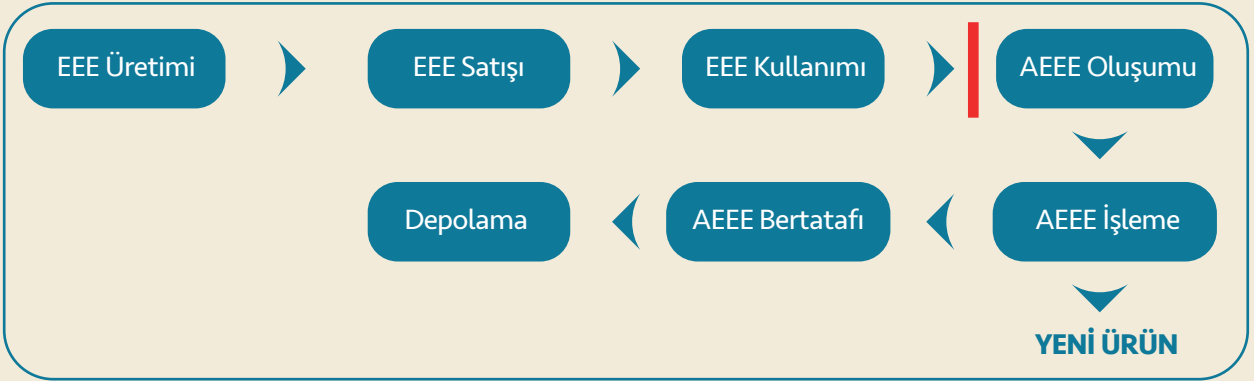 EEE Üretimi
EEE Satışı
EEE Kullanımı
AEEE Oluşumu
Depolama
AEEE Bertatafı
AEEE İşleme
YENİ ÜRÜN